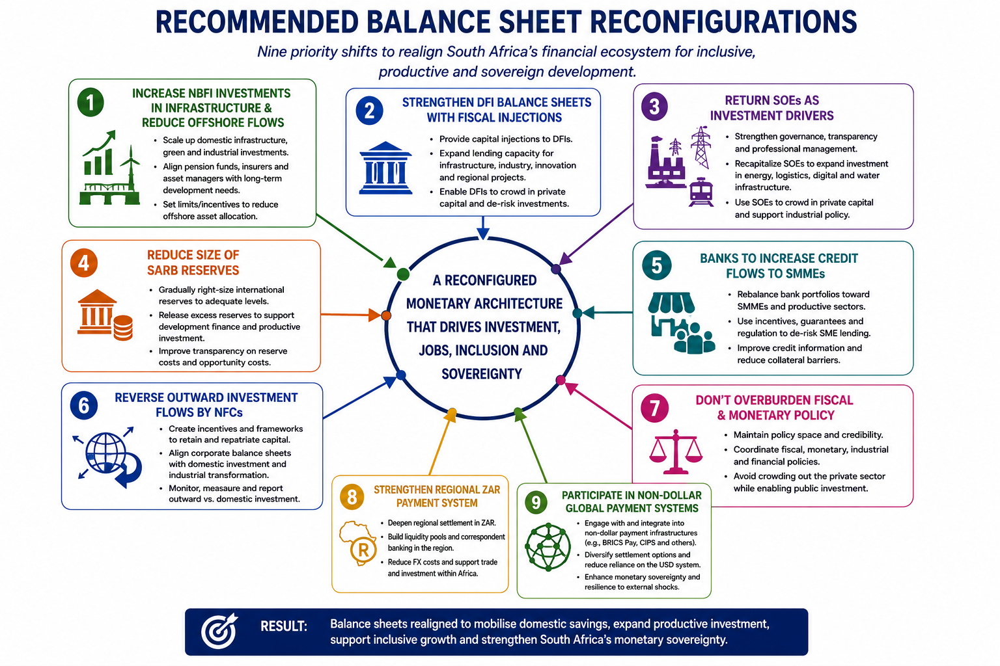 RECOMMENDED BALANCE SHEET RECONFIGURATIONS
Nine priority shifts to realign South Africa's financial ecosystem for inclusive,
productive and sovereign development.
1
INCREASE NBFI INVESTMENTS
IN INFRASTRUCTURE &
REDUCE OFFSHORE FLOWS
• Scale up domestic infrastructure,
green and industrial investments.
• Align pension funds, insurers and
asset managers with long-term
development needs.
• Set limits/incentives to reduce
offshore asset allocation.
2
STRENGTHEN DFI BALANCE SHEETS
WITH FISCAL INJECTIONS
• Provide capital injections to DFIs.
• Expand lending capacity for
infrastructure, industry, innovation
and regional projects.
• Enable DFIs to crowd in private
capital and de-risk investments.
3
RETURN SOEs AS
INVESTMENT DRIVERS
• Strengthen governance, transparency
and professional management.
• Recapitalize SOEs to expand investment
in energy, logistics, digital and water
infrastructure.
• Use SOEs to crowd in private capital
and support industrial policy.
4
REDUCE SIZE OF
SARB RESERVES
• Gradually right-size international
reserves to adequate levels.
• Release excess reserves to support
development finance and productive
investment.
• Improve transparency on reserve
costs and opportunity costs.
A RECONFIGURED
MONETARY ARCHITECTURE
THAT DRIVES INVESTMENT,
JOBS, INCLUSION AND
SOVEREIGNTY
5
BANKS TO INCREASE CREDIT
FLOWS TO SMMEs
• Rebalance bank portfolios toward
SMMEs and productive sectors.
• Use incentives, guarantees and
regulation to de-risk SME lending.
• Improve credit information and
reduce collateral barriers.
6
REVERSE OUTWARD INVESTMENT
FLOWS BY NFCs
• Create incentives and frameworks
to retain and repatriate capital.
• Align corporate balance sheets
with domestic investment and
industrial transformation.
• Monitor, measaure and report
outward vs. domestic investment.
7
DON'T OVERBURDEN FISCAL
& MONETARY POLICY
• Maintain policy space and credibility.
• Coordinate fiscal, monetary, industrial
and financial policies.
• Avoid crowding out the private sector
while enabling public investment.
8
STRENGTHEN REGIONAL ZAR
PAYMENT SYSTEM
R
• Deepen regional settlement in ZAR.
• Build liquidity pools and correspondent
banking in the region.
• Reduce FX costs and support trade
and investment within Africa.
9
PARTICIPATE IN NON-DOLLAR
GLOBAL PAYMENT SYSTEMS
• Engage with and integrate into
non-dollar payment infrastructures
(e.g., BRICS Pay, CIPS and others).
• Diversify settlement options and
reduce reliance on the USD system.
• Enhance monetary sovereignty and
resilience to external shocks.
RESULT:
Balance sheets realigned to mobilise domestic savings, expand productive investment,
support inclusive growth and strengthen South Africa's monetary sovereignty.